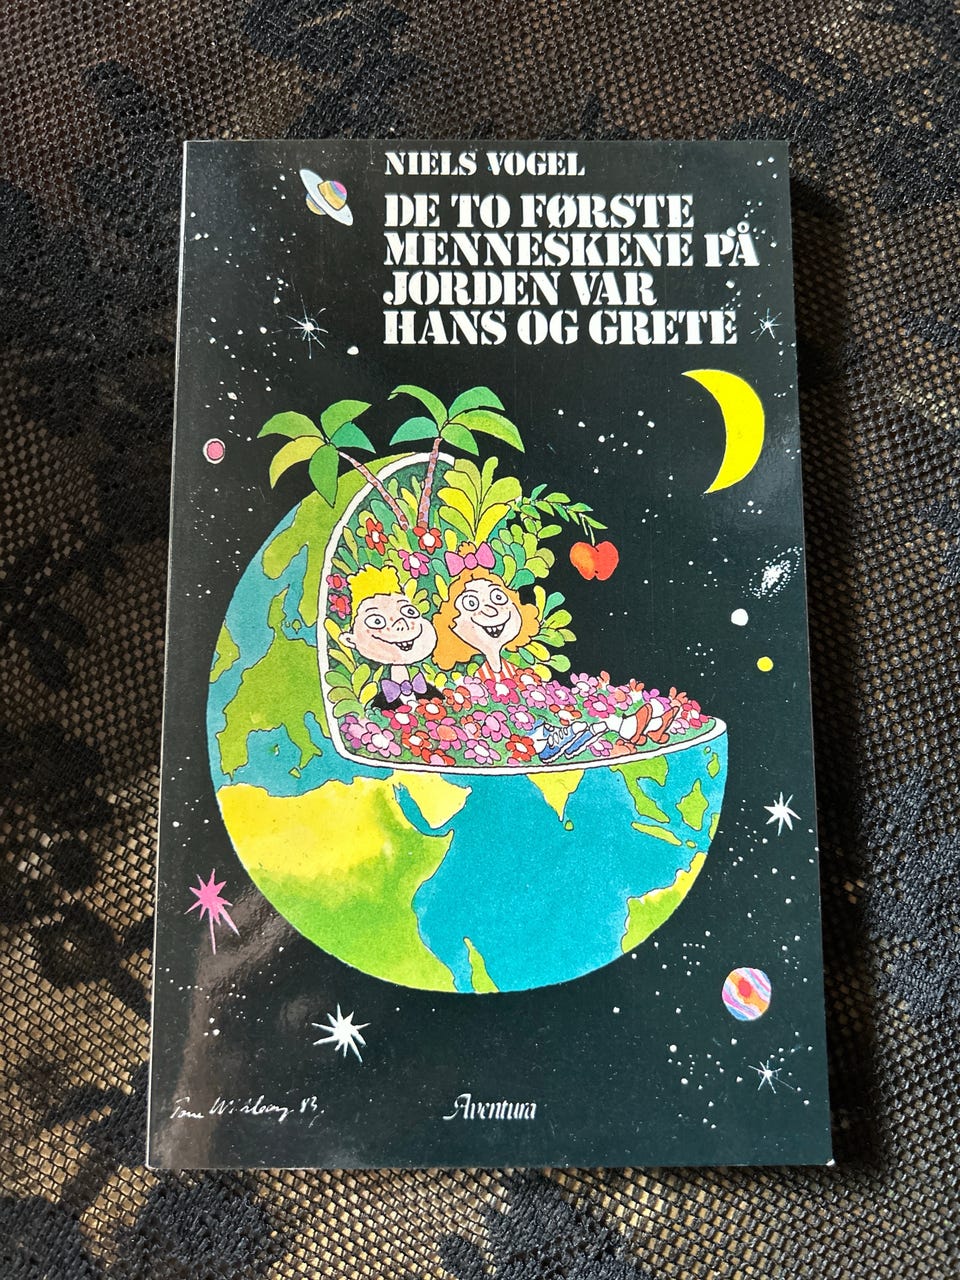 NIELS VOGEL
DE TO FØRSTE
MENNESKENE PÅ
JORDEN VAR
HANS OG GRETE
Aventura